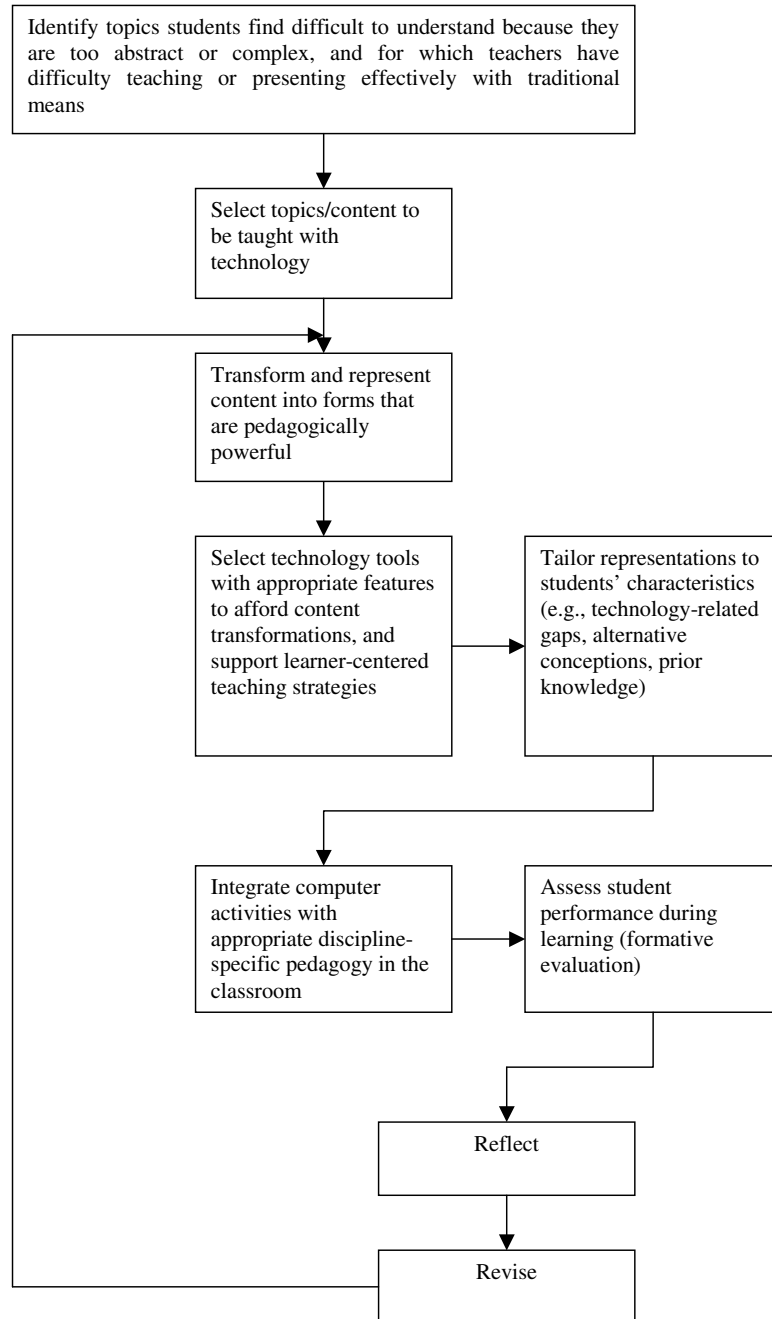 Identify topics students find difficult to understand because they
are too abstract or complex, and for which teachers have
difficulty teaching or presenting effectively with traditional
means
Select topics/content to
be taught with
technology
Transform and represent
content into forms that
are pedagogically
powerful
Select technology tools
with appropriate features
to afford content
transformations, and
support learner-centered
teaching strategies
Tailor representations to
students’ characteristics
(e.g., technology-related
gaps, alternative
conceptions, prior
knowledge)
Integrate computer
activities with
appropriate discipline-
specific pedagogy in the
classroom
Assess student
performance during
learning (formative
evaluation)
Reflect
Revise